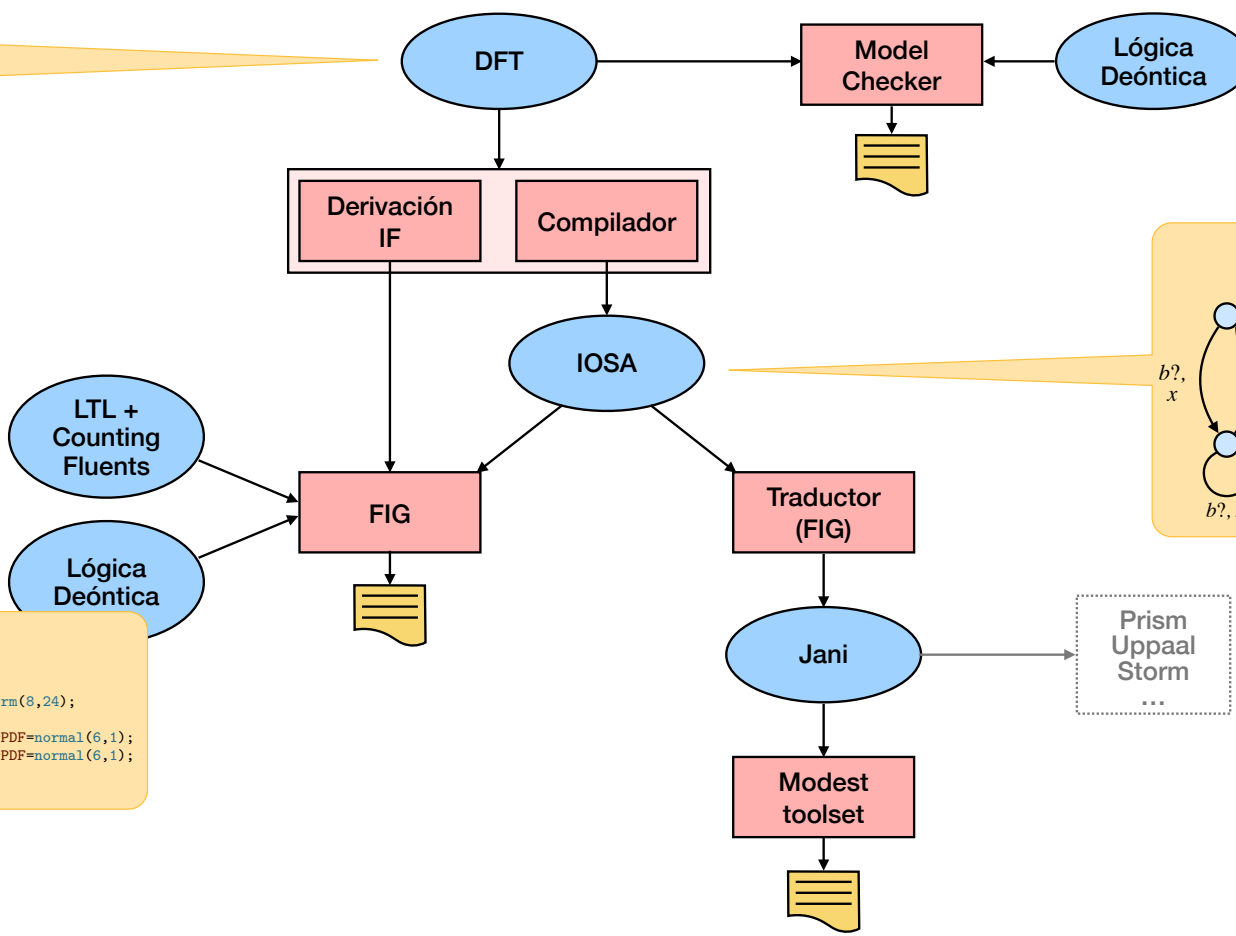 DFT
Model
Checker
Lógica
Deóntica
Derivación
IF
Compilador
IOSA
b?,
x
LTL +
Counting
Fluents
FIG
Traductor
(FIG)
b?,
Lógica
Deóntica
Jani
Prism
Uppaal
Storm
...
rm(8,24);
PDF=normal(6,1);
PDF=normal(6,1);
Modest
toolset